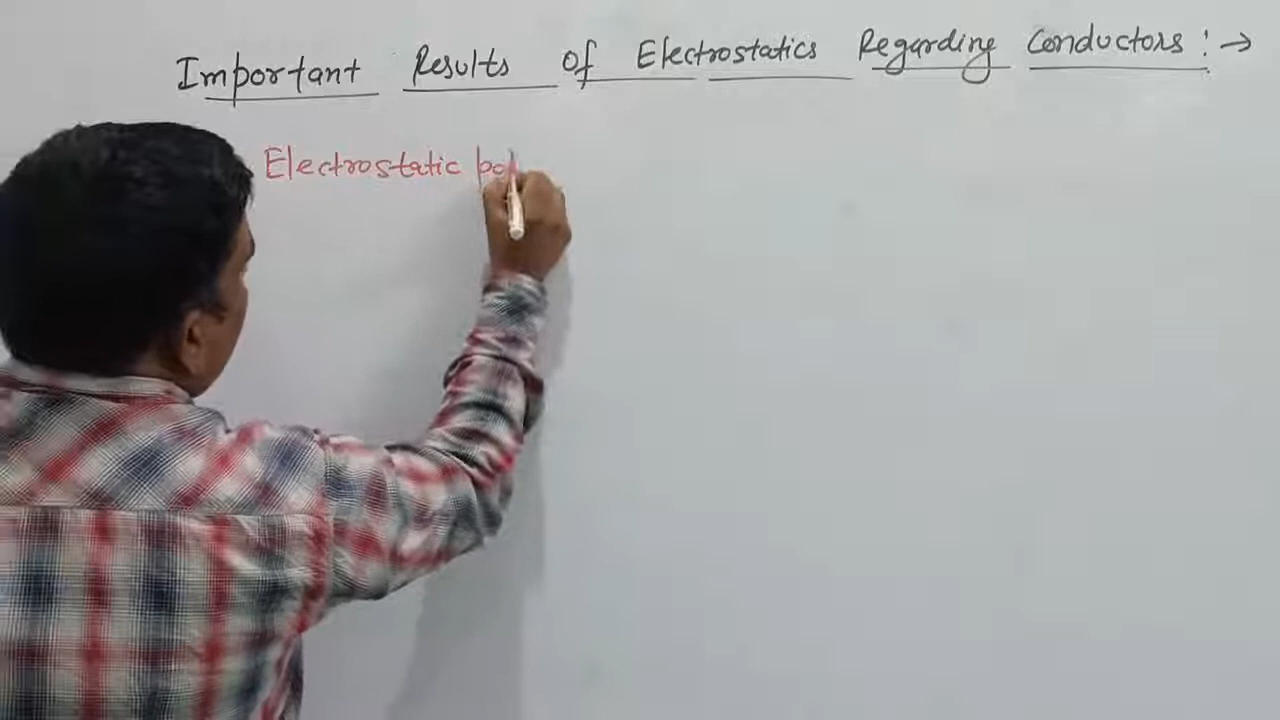 Important Results of Electrostatics Regarding Conductors :→
Electrostatic